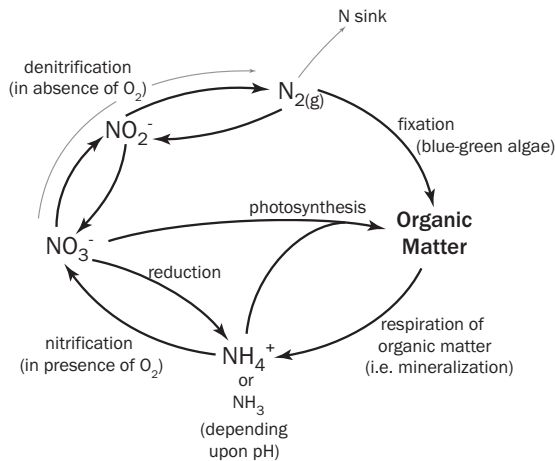 N sink
denitrification
(in absence of O₂)
N₂(g)
NO₂⁻
fixation
(blue-green algae)
photosynthesis
Organic
Matter
NO₃⁻
reduction
nitrification
(in presence of O₂)
respiration of
organic matter
(i.e. mineralization)
NH₄⁺
or
NH₃
(depending
upon pH)